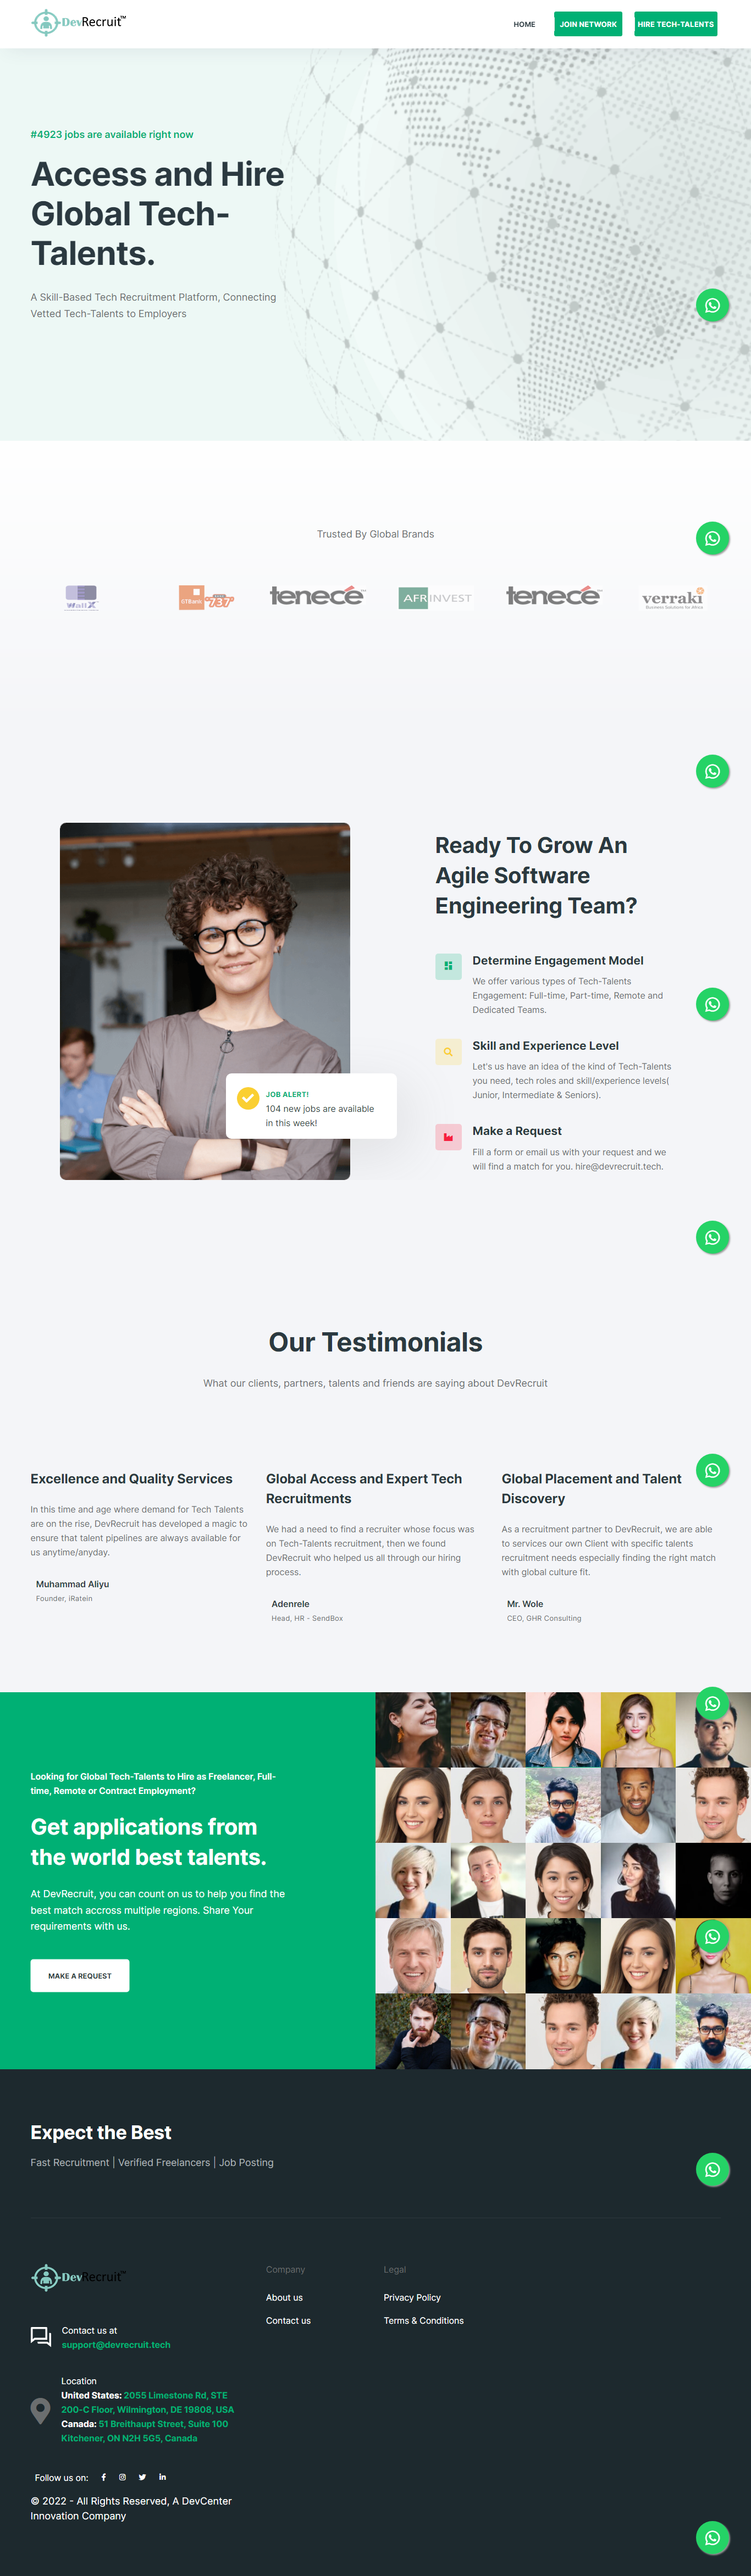 DevRecruit™
HOME
JOIN NETWORK
HIRE TECH-TALENTS
#4923 jobs are available right now
Access and Hire
Global Tech-
Talents.
A Skill-Based Tech Recruitment Platform, Connecting
Vetted Tech-Talents to Employers
Trusted By Global Brands
WallX
GTBank
737
tenece
AFRINVEST
tenece
verraki
Business Solutions for Africa
Ready To Grow An
Agile Software
Engineering Team?
Determine Engagement Model
We offer various types of Tech-Talents
Engagement: Full-time, Part-time, Remote and
Dedicated Teams.
Skill and Experience Level
Let's us have an idea of the kind of Tech-Talents
you need, tech roles and skill/experience levels(
Junior, Intermediate & Seniors).
Make a Request
Fill a form or email us with your request and we
will find a match for you. hire@devrecruit.tech.
JOB ALERT!
104 new jobs are available
in this week!
Our Testimonials
What our clients, partners, talents and friends are saying about DevRecruit
Excellence and Quality Services
In this time and age where demand for Tech Talents
are on the rise, DevRecruit has developed a magic to
ensure that talent pipelines are always available for
us anytime/anyday.
Muhammad Aliyu
Founder, iRatein
Global Access and Expert Tech
Recruitments
We had a need to find a recruiter whose focus was
on Tech-Talents recruitment, then we found
DevRecruit who helped us all through our hiring
process.
Adenrele
Head, HR - SendBox
Global Placement and Talent
Discovery
As a recruitment partner to DevRecruit, we are able
to services our own Client with specific talents
recruitment needs especially finding the right match
with global culture fit.
Mr. Wole
CEO, GHR Consulting
Looking for Global Tech-Talents to Hire as Freelancer, Full-
time, Remote or Contract Employment?
Get applications from
the world best talents.
At DevRecruit, you can count on us to help you find the
best match accross multiple regions. Share Your
requirements with us.
MAKE A REQUEST
Expect the Best
Fast Recruitment | Verified Freelancers | Job Posting
DevRecruit™
Contact us at
support@devrecruit.tech
Location
United States: 2055 Limestone Rd, STE
200-C Floor, Wilmington, DE 19808, USA
Canada: 51 Breithaupt Street, Suite 100
Kitchener, ON N2H 5G5, Canada
Follow us on:
© 2022 - All Rights Reserved, A DevCenter
Innovation Company
Company
About us
Contact us
Legal
Privacy Policy
Terms & Conditions